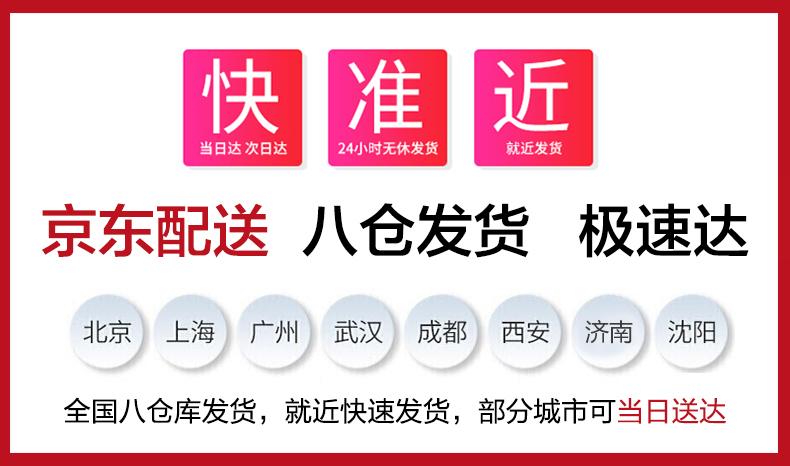 快 准 近
当日达 次日达 24小时无休发货 就近发货
京东配送 八仓发货 极速达
北京 上海 广州 武汉 成都 西安 济南 沈阳
全国八仓库发货，就近快速发货，部分城市可当日送达